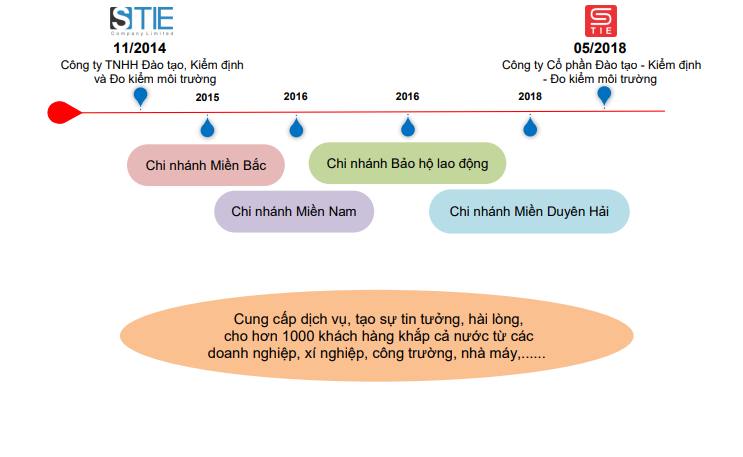 STIE
Company Limited
11/2014
Công ty TNHH Đào tạo, Kiểm định
và Đo kiểm môi trường
S
TIE
05/2018
Công ty Cổ phần Đào tạo - Kiểm định
- Đo kiểm môi trường
2015
2016
2016
2018
Chi nhánh Miền Bắc
Chi nhánh Bảo hộ lao động
Chi nhánh Miền Nam
Chi nhánh Miền Duyên Hải
Cung cấp dịch vụ, tạo sự tin tưởng, hài lòng,
cho hơn 1000 khách hàng khắp cả nước từ các
doanh nghiệp, xí nghiệp, công trường, nhà máy,......